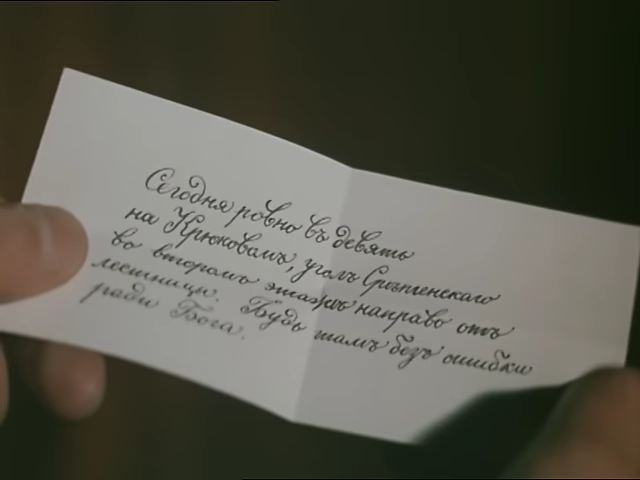 Сегодня ровно въ девять
на Крюковомъ, уголъ Срѣтенскаго
во второмъ этажѣ направо отъ
лестницы. Будь тамъ безъ ошибки
ради Бога.